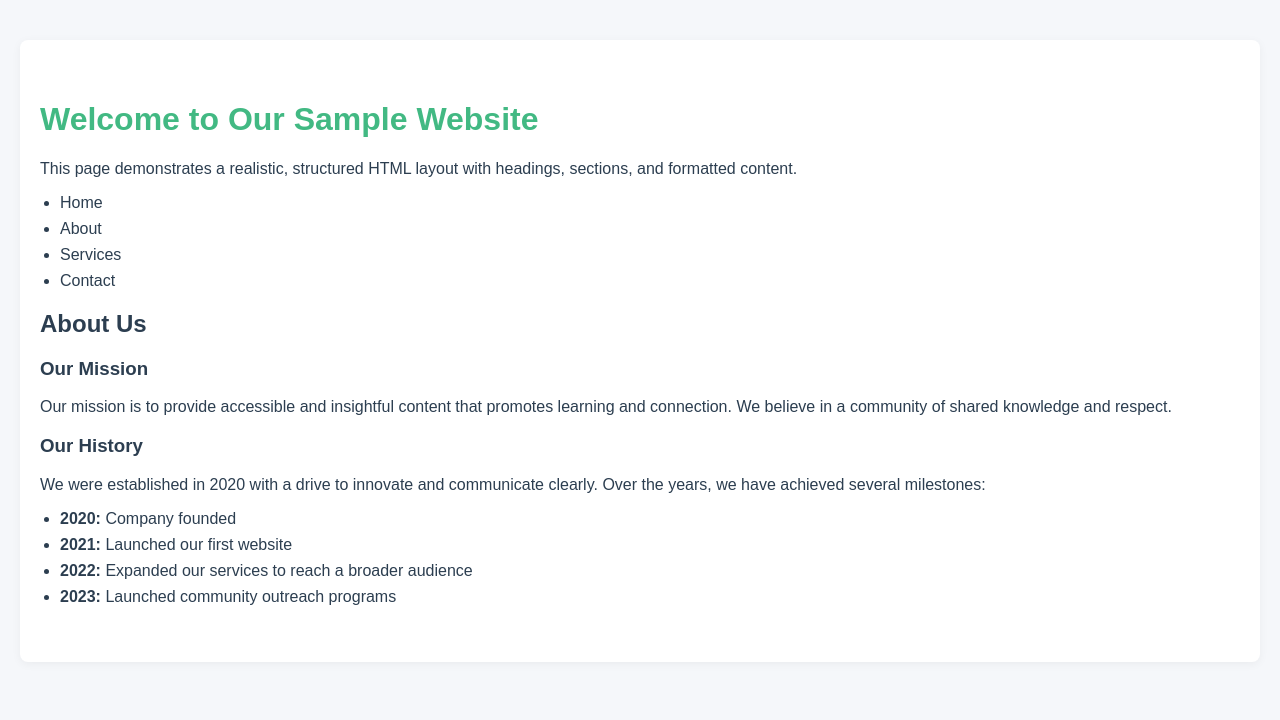 Welcome to Our Sample Website
This page demonstrates a realistic, structured HTML layout with headings, sections, and formatted content.
Home
About
Services
Contact
About Us
Our Mission
Our mission is to provide accessible and insightful content that promotes learning and connection. We believe in a community of shared knowledge and respect.
Our History
We were established in 2020 with a drive to innovate and communicate clearly. Over the years, we have achieved several milestones:
2020: Company founded
2021: Launched our first website
2022: Expanded our services to reach a broader audience
2023: Launched community outreach programs